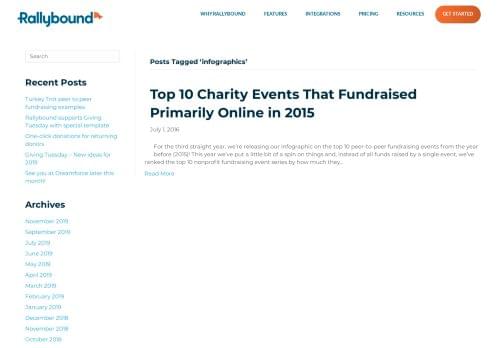 Rallybound
WHY RALLYBOUND
FEATURES
INTEGRATIONS
PRICING
RESOURCES
GET STARTED
Search
Recent Posts
Turkey Trot peer to peer
fundraising examples
Rallybound supports Giving
Tuesday with special template
One-click donations for returning
donors
Giving Tuesday – New ideas for
2019
See you at Dreamforce later this
month!
Archives
November 2019
September 2019
July 2019
June 2019
May 2019
April 2019
March 2019
February 2019
January 2019
December 2018
November 2018
October 2018
Posts Tagged ‘infographics’
Top 10 Charity Events That Fundraised
Primarily Online in 2015
July 1, 2016
For the third straight year, we're releasing our infographic on the top 10 peer-to-peer fundraising events from the year
before (2015)! This year we've put a little bit of a spin on things and, instead of all funds raised by a single event, we've
ranked the top 10 nonprofit fundraising event series by how much they...
Read More